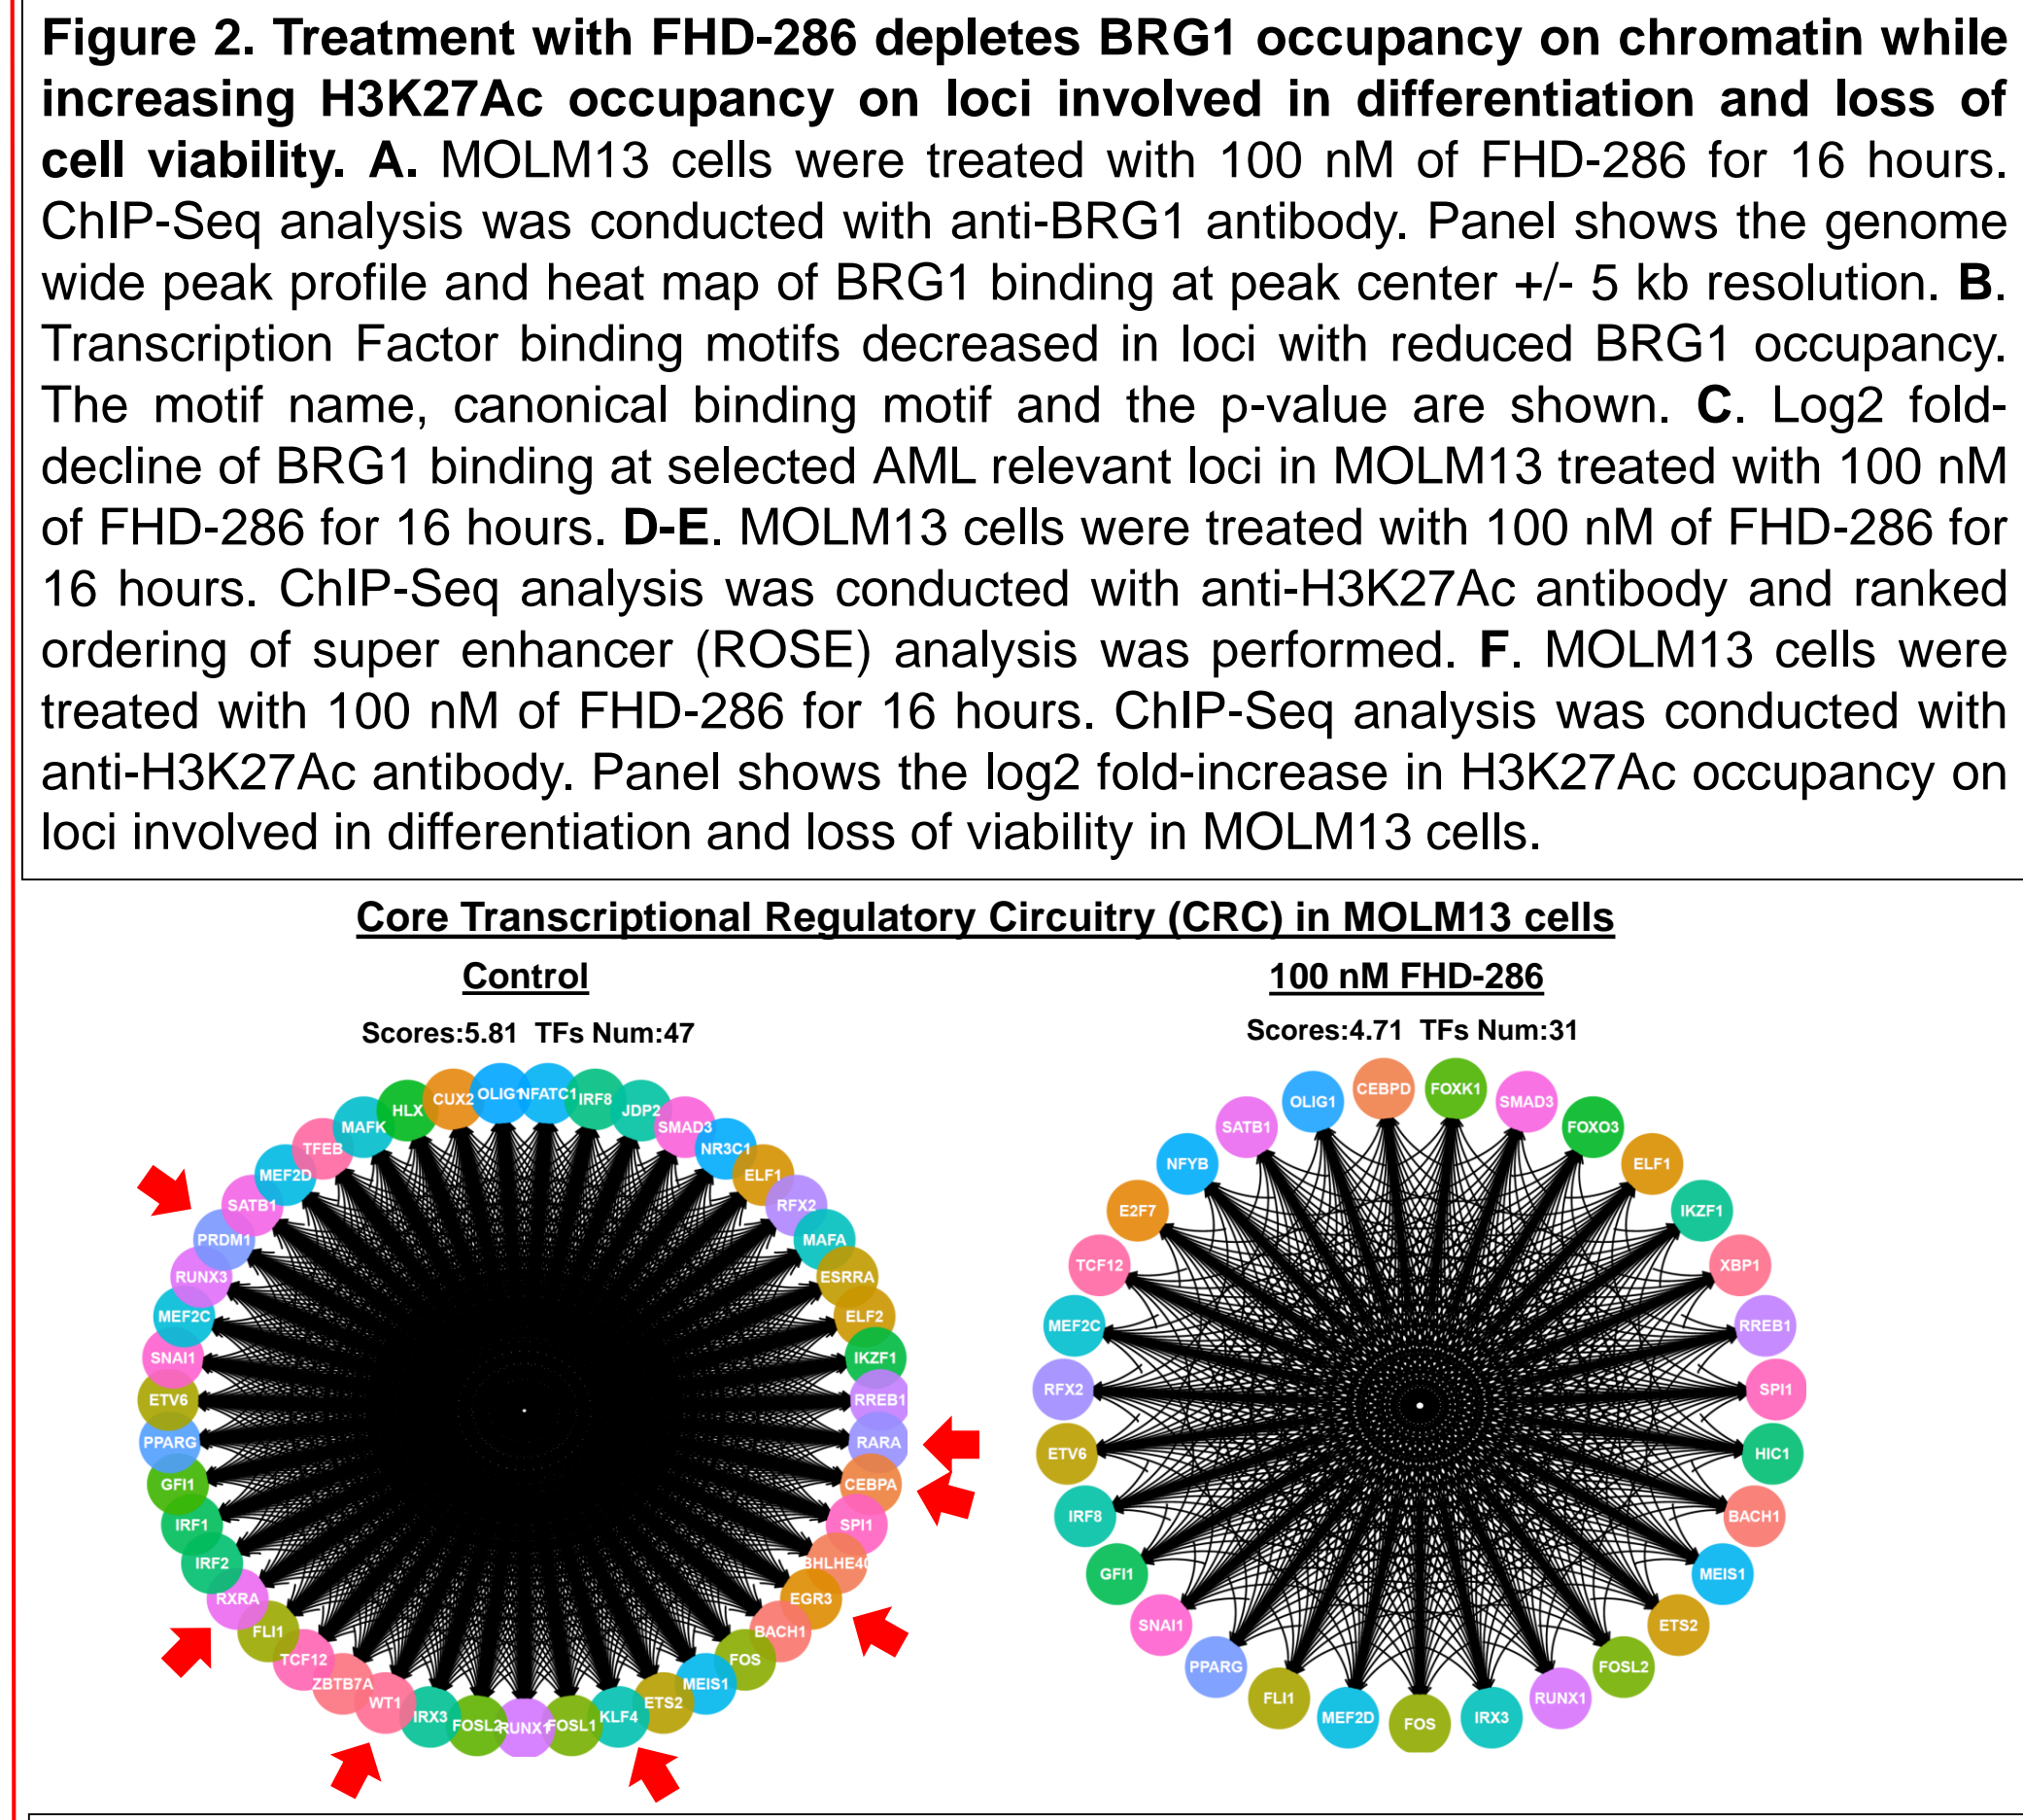 Figure 2. Treatment with FHD-286 depletes BRG1 occupancy on chromatin while
increasing H3K27Ac occupancy on loci involved in differentiation and loss of
cell viability. A. MOLM13 cells were treated with 100 nM of FHD-286 for 16 hours.
ChIP-Seq analysis was conducted with anti-BRG1 antibody. Panel shows the genome
wide peak profile and heat map of BRG1 binding at peak center +/- 5 kb resolution. B.
Transcription Factor binding motifs decreased in loci with reduced BRG1 occupancy.
The motif name, canonical binding motif and the p-value are shown. C. Log2 fold-
decline of BRG1 binding at selected AML relevant loci in MOLM13 treated with 100 nM
of FHD-286 for 16 hours. D-E. MOLM13 cells were treated with 100 nM of FHD-286 for
16 hours. ChIP-Seq analysis was conducted with anti-H3K27Ac antibody and ranked
ordering of super enhancer (ROSE) analysis was performed. F. MOLM13 cells were
treated with 100 nM of FHD-286 for 16 hours. ChIP-Seq analysis was conducted with
anti-H3K27Ac antibody. Panel shows the log2 fold-increase in H3K27Ac occupancy on
loci involved in differentiation and loss of viability in MOLM13 cells.
Core Transcriptional Regulatory Circuitry (CRC) in MOLM13 cells
Control
Scores:5.81 TFs Num:47
OLIG1
NFATC1
IRF8
JDP2
SMAD3
NR3C1
ELF1
RFX2
MAFA
ESRRA
ELF2
IKZF1
RREB1
RARA
CEBPA
SPI1
BHLHE40
EGR3
BACH1
FOS
MEIS1
ETS2
KLF4
FOSL1
RUNX1
FOSL2
IRX3
WT1
ZBTB7A
TCF12
FLI1
RXRA
IRF2
IRF1
GFI1
PPARG
ETV6
SNAI1
MEF2C
RUNX3
PRDM1
SATB1
MEF2D
TFEB
MAFK
HLX
CUX2
100 nM FHD-286
Scores:4.71 TFs Num:31
CEBPD
FOXK1
SMAD3
FOXO3
ELF1
IKZF1
XBP1
RREB1
SPI1
HIC1
BACH1
MEIS1
ETS2
FOSL2
RUNX1
IRX3
FOS
MEF2D
FLI1
PPARG
SNAI1
GFI1
IRF8
ETV6
RFX2
MEF2C
TCF12
E2F7
NFYB
SATB1
OLIG1